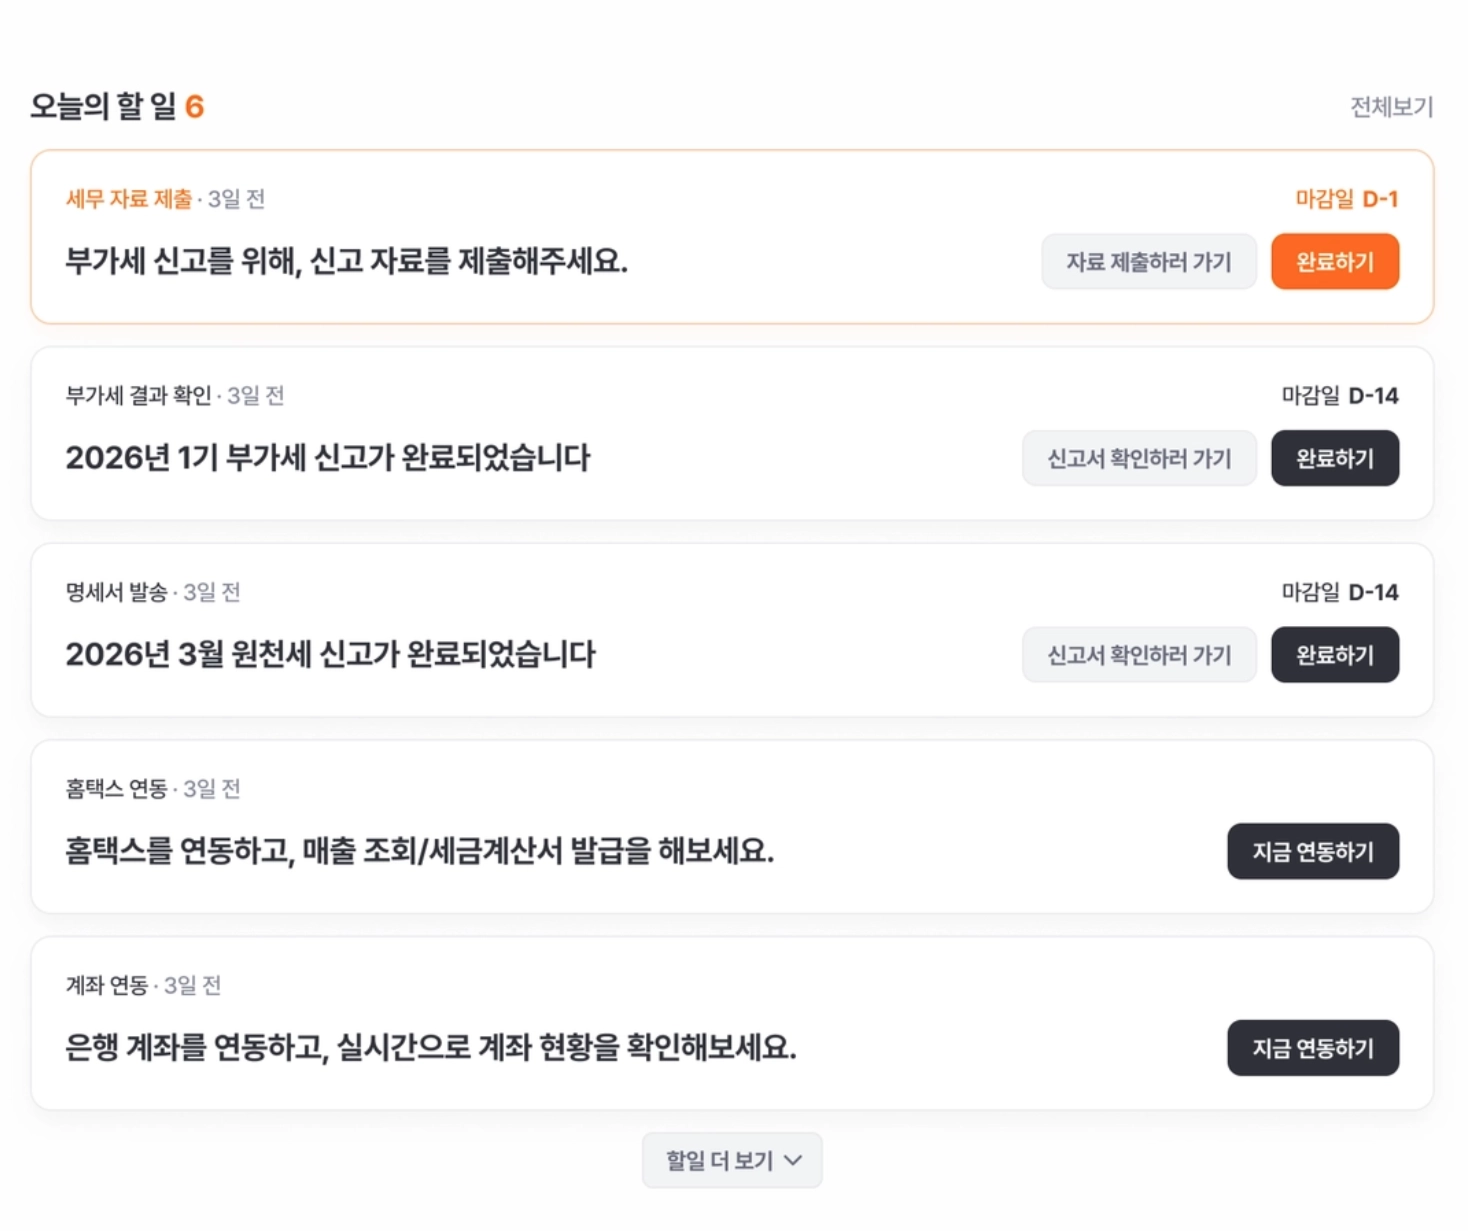 오늘의 할 일 6
전체보기
세무 자료 제출 · 3일 전
마감일 D-1
부가세 신고를 위해, 신고 자료를 제출해주세요.
자료 제출하러 가기
완료하기
부가세 결과 확인 · 3일 전
마감일 D-14
2026년 1기 부가세 신고가 완료되었습니다
신고서 확인하러 가기
완료하기
명세서 발송 · 3일 전
마감일 D-14
2026년 3월 원천세 신고가 완료되었습니다
신고서 확인하러 가기
완료하기
홈택스 연동 · 3일 전
홈택스를 연동하고, 매출 조회/세금계산서 발급을 해보세요.
지금 연동하기
계좌 연동 · 3일 전
은행 계좌를 연동하고, 실시간으로 계좌 현황을 확인해보세요.
지금 연동하기
할일 더 보기